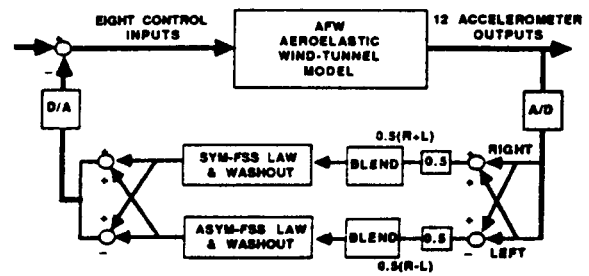 EIGHT CONTROL
INPUTS
AFW
AEROELASTIC
WIND-TUNNEL
MODEL
12 ACCELEROMETER
OUTPUTS
+
−
D/A
A/D
0.5(R+L)
RIGHT
SYM-FSS LAW
& WASHOUT
BLEND
0.5
+
+
+
+
ASYM-FSS LAW
& WASHOUT
BLEND
0.5
+
−
+
−
LEFT
0.5(R-L)